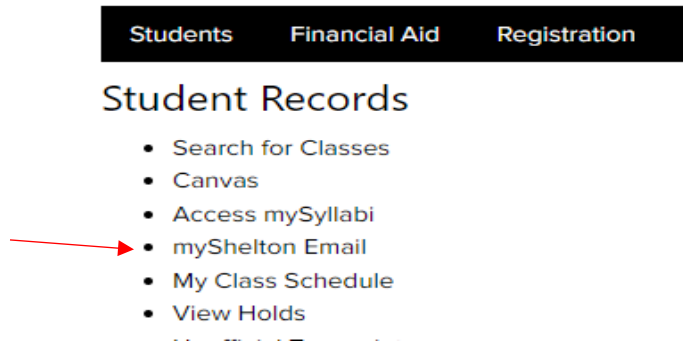 Students Financial Aid Registration
Student Records
Search for Classes
Canvas
Access mySyllabi
myShelton Email
My Class Schedule
View Holds